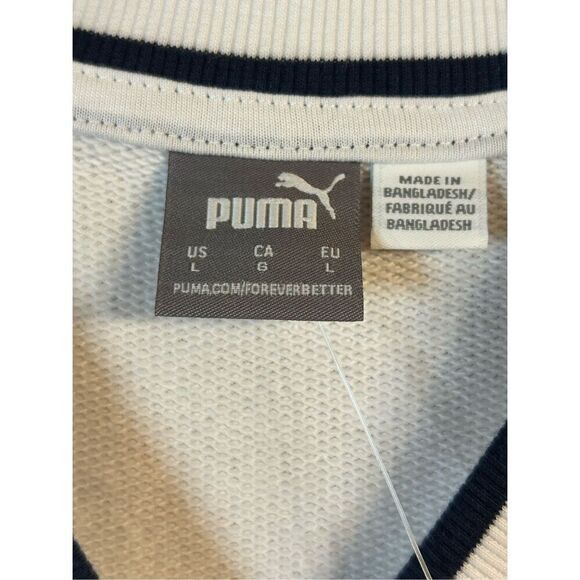 PUMA
US CA EU
L G L
PUMA.COM/FOREVERBETTER
MADE IN
BANGLADESH/
FABRIQUÉ AU
BANGLADESH